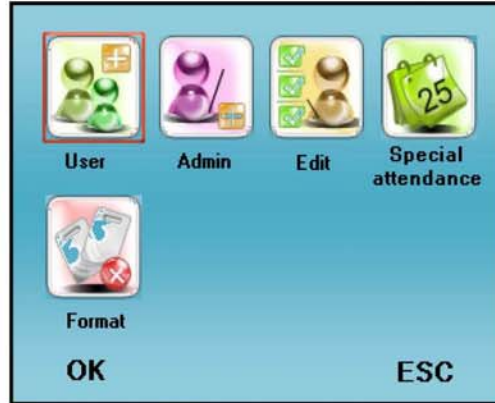 25
User
Admin
Edit
Special
attendance
Format
OK
ESC